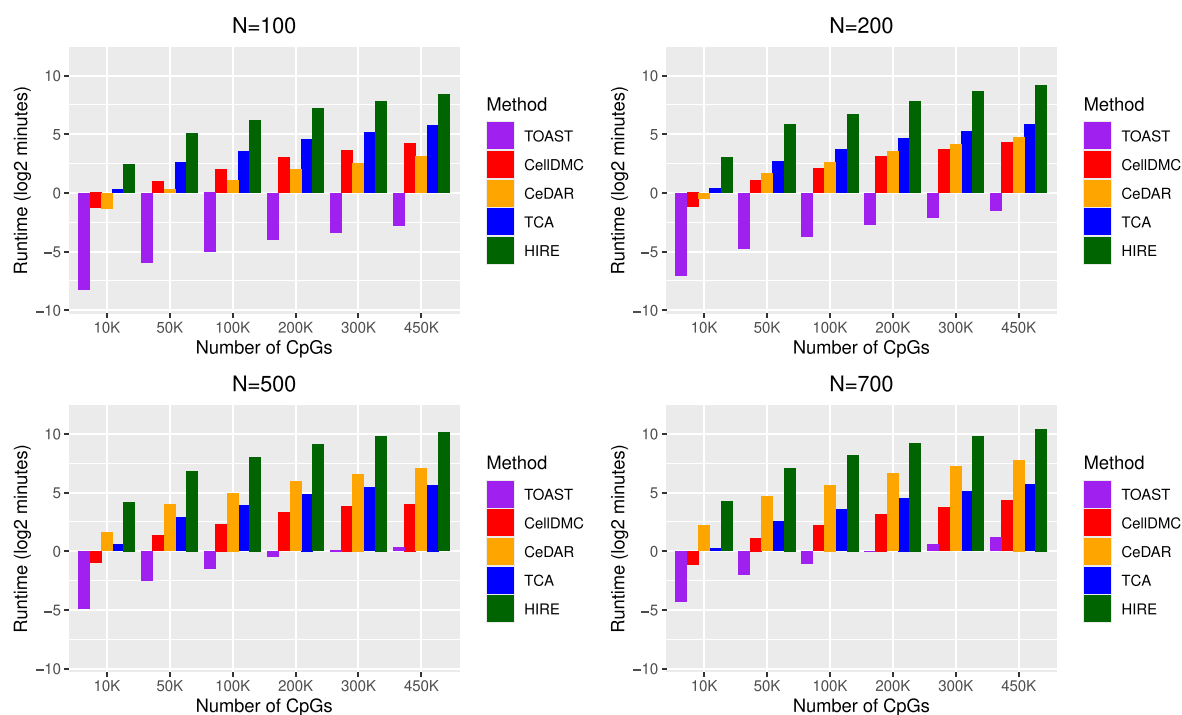 N=100
Runtime (log2 minutes)
10
5
0
−5
−10
10K 50K 100K 200K 300K 450K
Number of CpGs
Method
TOAST
CellDMC
CeDAR
TCA
HIRE
N=200
Runtime (log2 minutes)
10
5
0
−5
−10
10K 50K 100K 200K 300K 450K
Number of CpGs
Method
TOAST
CellDMC
CeDAR
TCA
HIRE
N=500
Runtime (log2 minutes)
10
5
0
−5
−10
10K 50K 100K 200K 300K 450K
Number of CpGs
Method
TOAST
CellDMC
CeDAR
TCA
HIRE
N=700
Runtime (log2 minutes)
10
5
0
−5
−10
10K 50K 100K 200K 300K 450K
Number of CpGs
Method
TOAST
CellDMC
CeDAR
TCA
HIRE